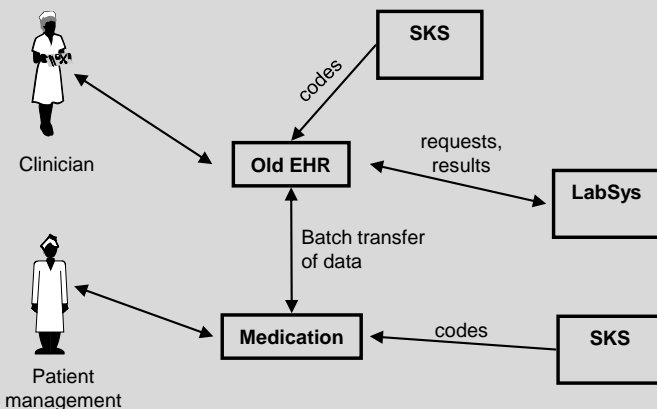 SKS
codes
Clinician
Old EHR
requests,
results
LabSys
Batch transfer
of data
Medication
codes
SKS
Patient
management